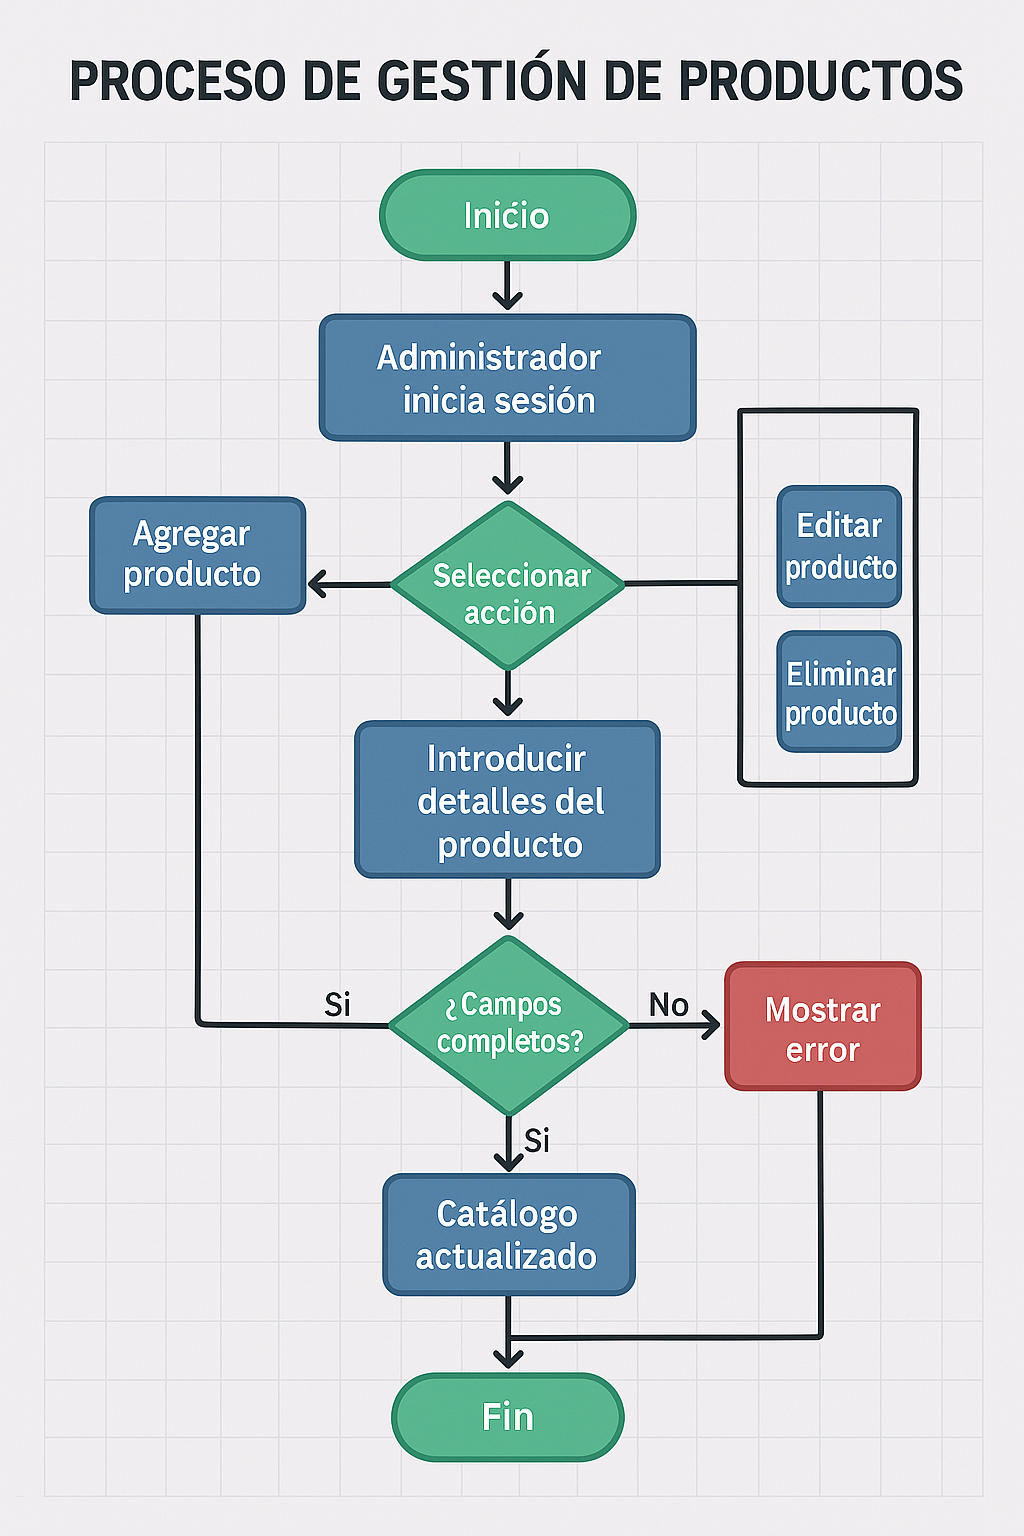 PROCESO DE GESTIÓN DE PRODUCTOS
Inićio
Administrador
inicia sesión
Agregar
producto
Seleccionar
acción
Editar
producto
Eliminar
producto
Introducir
detalles del
producto
Si
¿Campos
completos?
No
Mostrar
error
Si
Catálogo
actualizado
Fin